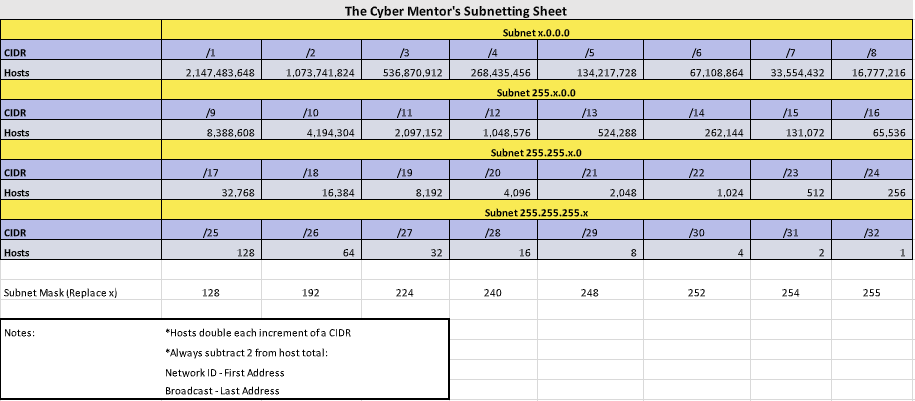 The Cyber Mentor's Subnetting Sheet
Subnet x.0.0.0
CIDR /1 /2 /3 /4 /5 /6 /7 /8
Hosts 2,147,483,648 1,073,741,824 536,870,912 268,435,456 134,217,728 67,108,864 33,554,432 16,777,216
Subnet 255.x.0.0
CIDR /9 /10 /11 /12 /13 /14 /15 /16
Hosts 8,388,608 4,194,304 2,097,152 1,048,576 524,288 262,144 131,072 65,536
Subnet 255.255.x.0
CIDR /17 /18 /19 /20 /21 /22 /23 /24
Hosts 32,768 16,384 8,192 4,096 2,048 1,024 512 256
Subnet 255.255.255.x
CIDR /25 /26 /27 /28 /29 /30 /31 /32
Hosts 128 64 32 16 8 4 2 1
Subnet Mask (Replace x) 128 192 224 240 248 252 254 255
Notes: *Hosts double each increment of a CIDR
*Always subtract 2 from host total:
Network ID - First Address
Broadcast - Last Address